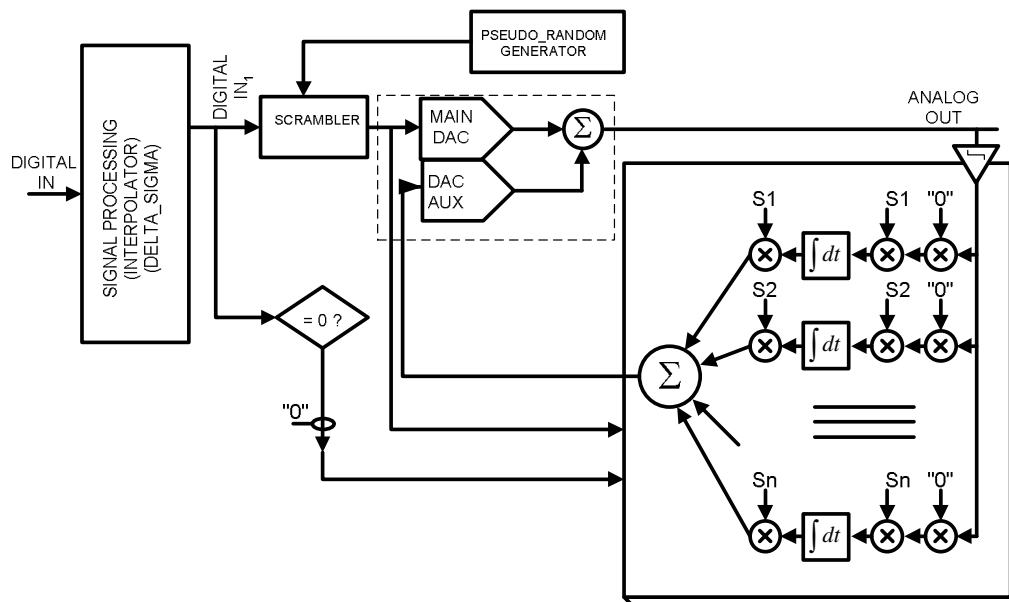 PSEUDO_RANDOM
GENERATOR
DIGITAL
IN
SIGNAL PROCESSING
(INTERPOLATOR)
(DELTA_SIGMA)
DIGITAL
IN1
SCRAMBLER
MAIN
DAC
DAC
AUX
Σ
ANALOG
OUT
= 0 ?
"0"
Σ
S1 S1 "0"
∫ dt
S2 S2 "0"
∫ dt
Sn Sn "0"
∫ dt